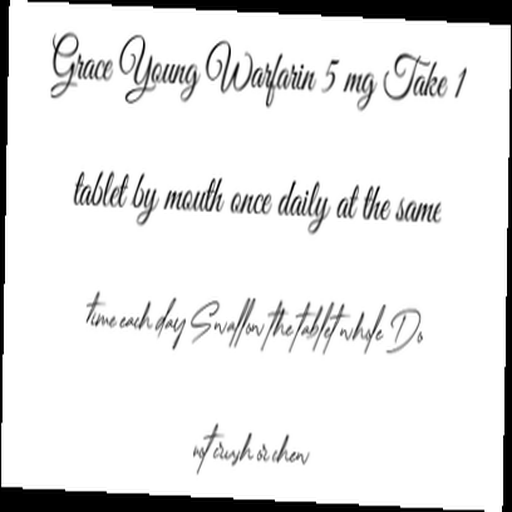 Grace Young Warfarin 5 mg Take 1
tablet by mouth once daily at the same
time each day Swallow the tablet whole Do
not crush or chew